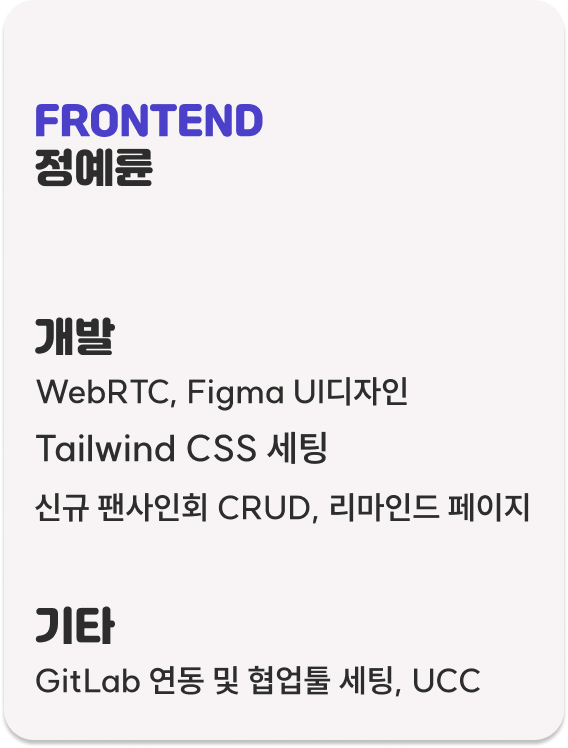 FRONTEND
정예륜
개발
WebRTC, Figma UI디자인
Tailwind CSS 세팅
신규 팬사인회 CRUD, 리마인드 페이지
기타
GitLab 연동 및 협업툴 세팅, UCC